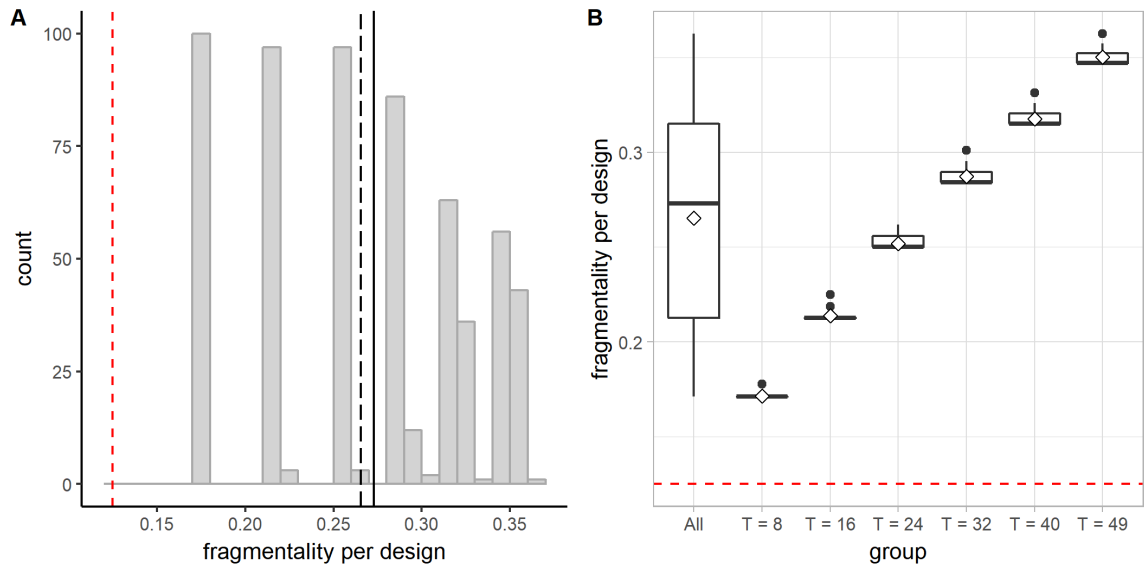 A
count
100
75
50
25
0
0.15 0.20 0.25 0.30 0.35
fragmentality per design
B
fragmentality per design
0.3
0.2
All T = 8 T = 16 T = 24 T = 32 T = 40 T = 49
group